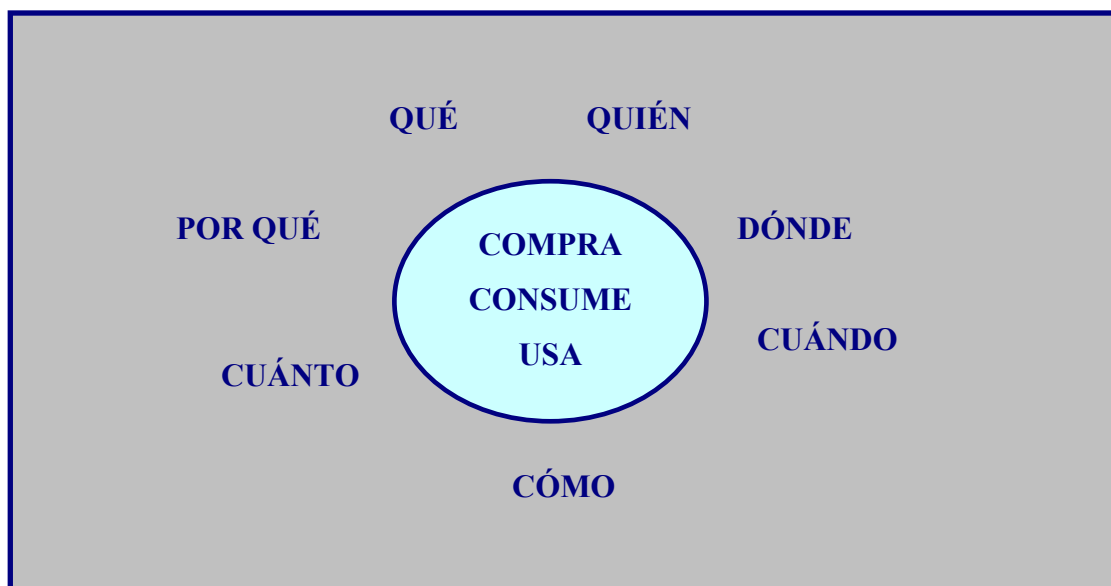 QUÉ
QUIÉN
POR QUÉ
DÓNDE
COMPRA
CONSUME
USA
CUÁNDO
CUÁNTO
CÓMO